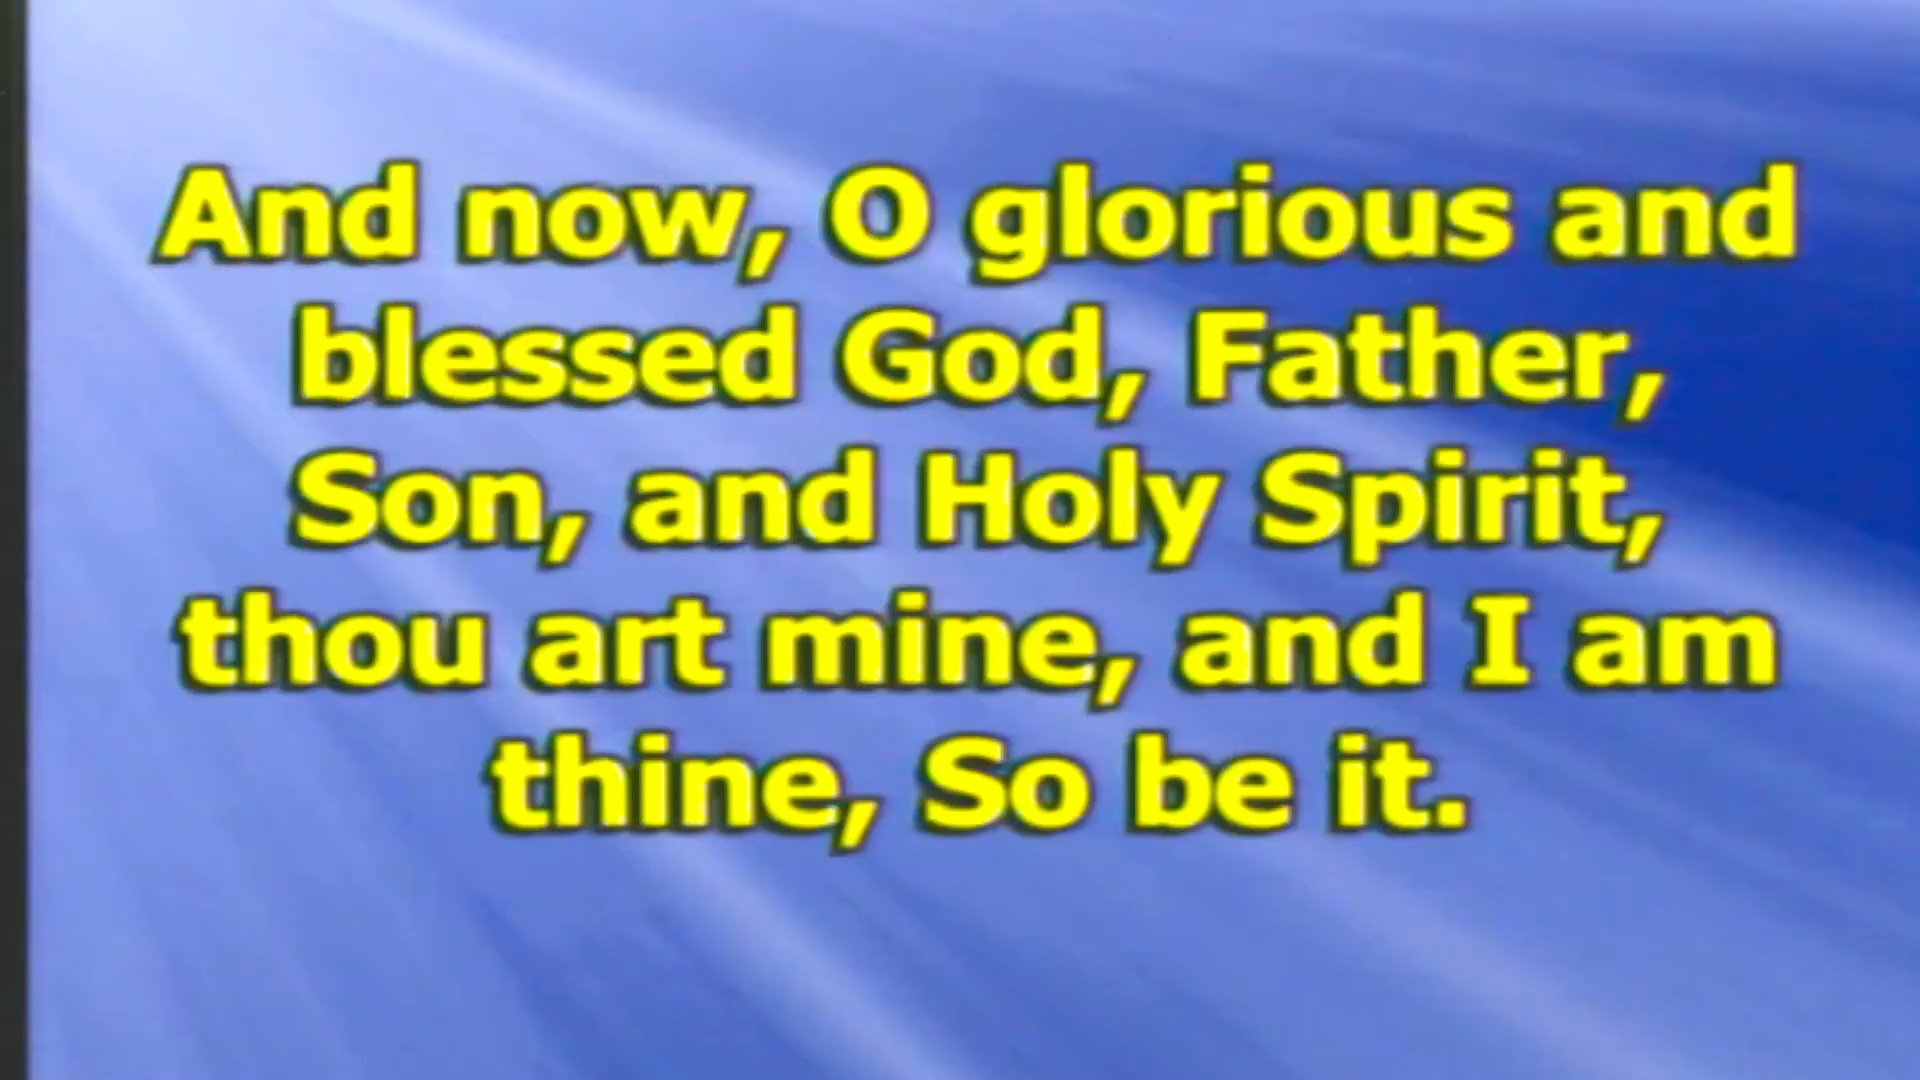 And now, O glorious and
blessed God, Father,
Son, and Holy Spirit,
thou art mine, and I am
thine, So be it.